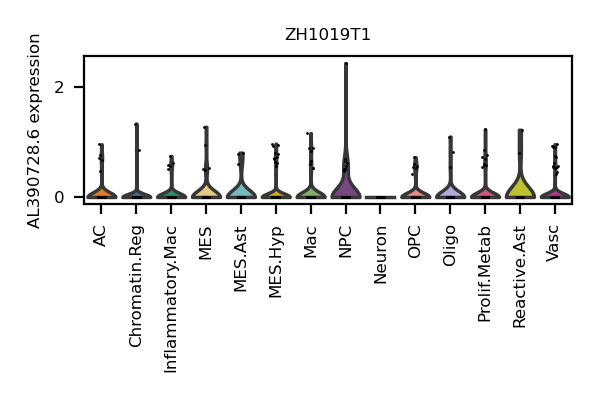 ZH1019T1
AL390728.6 expression
2
0
AC
Chromatin.Reg
Inflammatory.Mac
MES
MES.Ast
MES.Hyp
Mac
NPC
Neuron
OPC
Oligo
Prolif.Metab
Reactive.Ast
Vasc